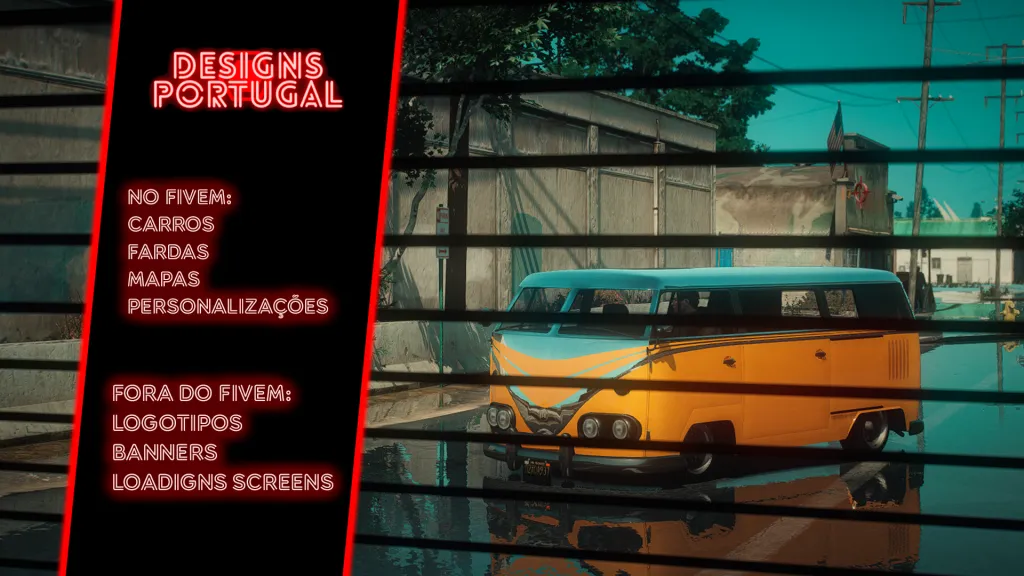 DESIGNS
PORTUGAL
NO FIVEM:
CARROS
FARDAS
MAPAS
PERSONALIZAÇÕES
FORA DO FIVEM:
LOGOTIPOS
BANNERS
LOADIGNS SCREENS